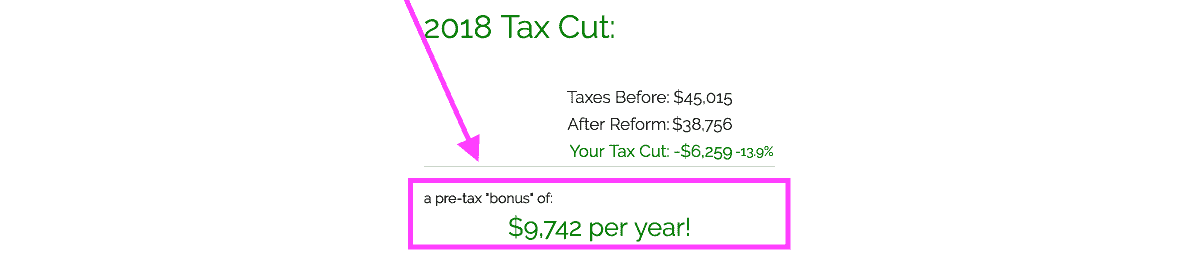 2018 Tax Cut:
Taxes Before: $45,015
After Reform: $38,756
Your Tax Cut: -$6,259 -13.9%
a pre-tax "bonus" of:
$9,742 per year!